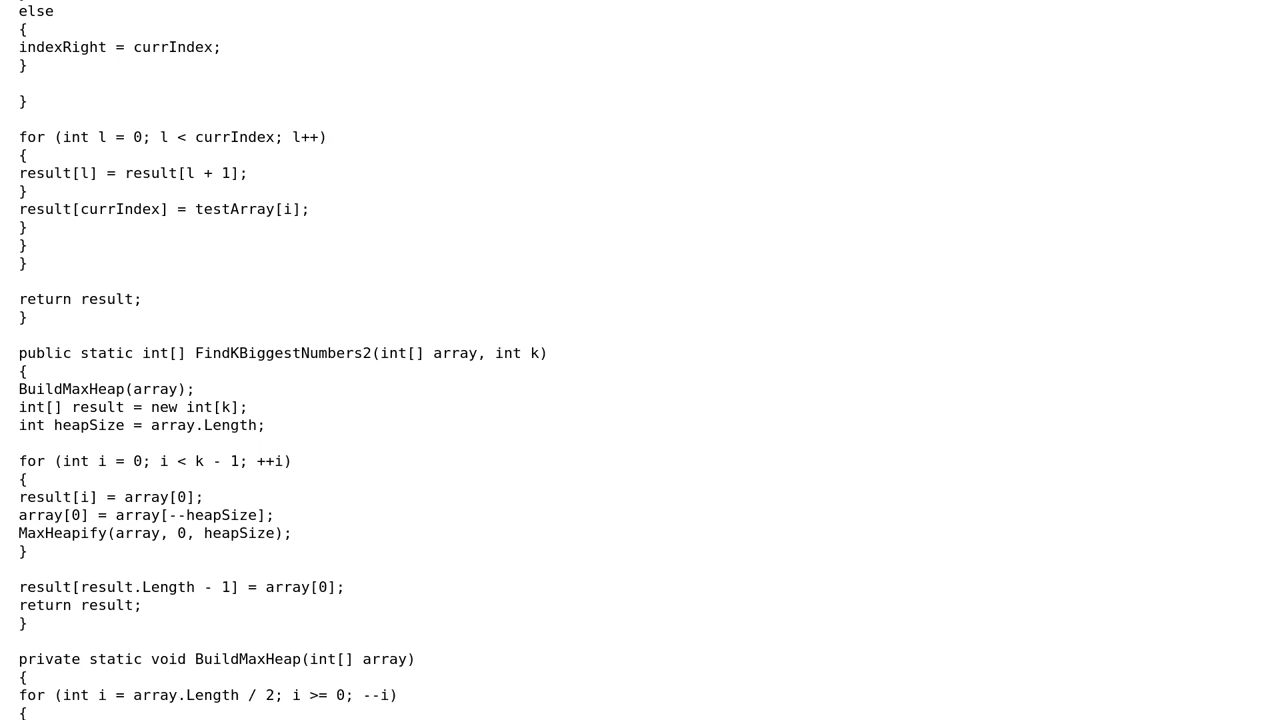 else
{
indexRight = currIndex;
}
}
for (int l = 0; l < currIndex; l++)
{
result[l] = result[l + 1];
}
result[currIndex] = testArray[i];
}
}
}
return result;
}
public static int[] FindKBiggestNumbers2(int[] array, int k)
{
BuildMaxHeap(array);
int[] result = new int[k];
int heapSize = array.Length;
for (int i = 0; i < k - 1; ++i)
{
result[i] = array[0];
array[0] = array[--heapSize];
MaxHeapify(array, 0, heapSize);
}
result[result.Length - 1] = array[0];
return result;
}
private static void BuildMaxHeap(int[] array)
{
for (int i = array.Length / 2; i >= 0; --i)
{